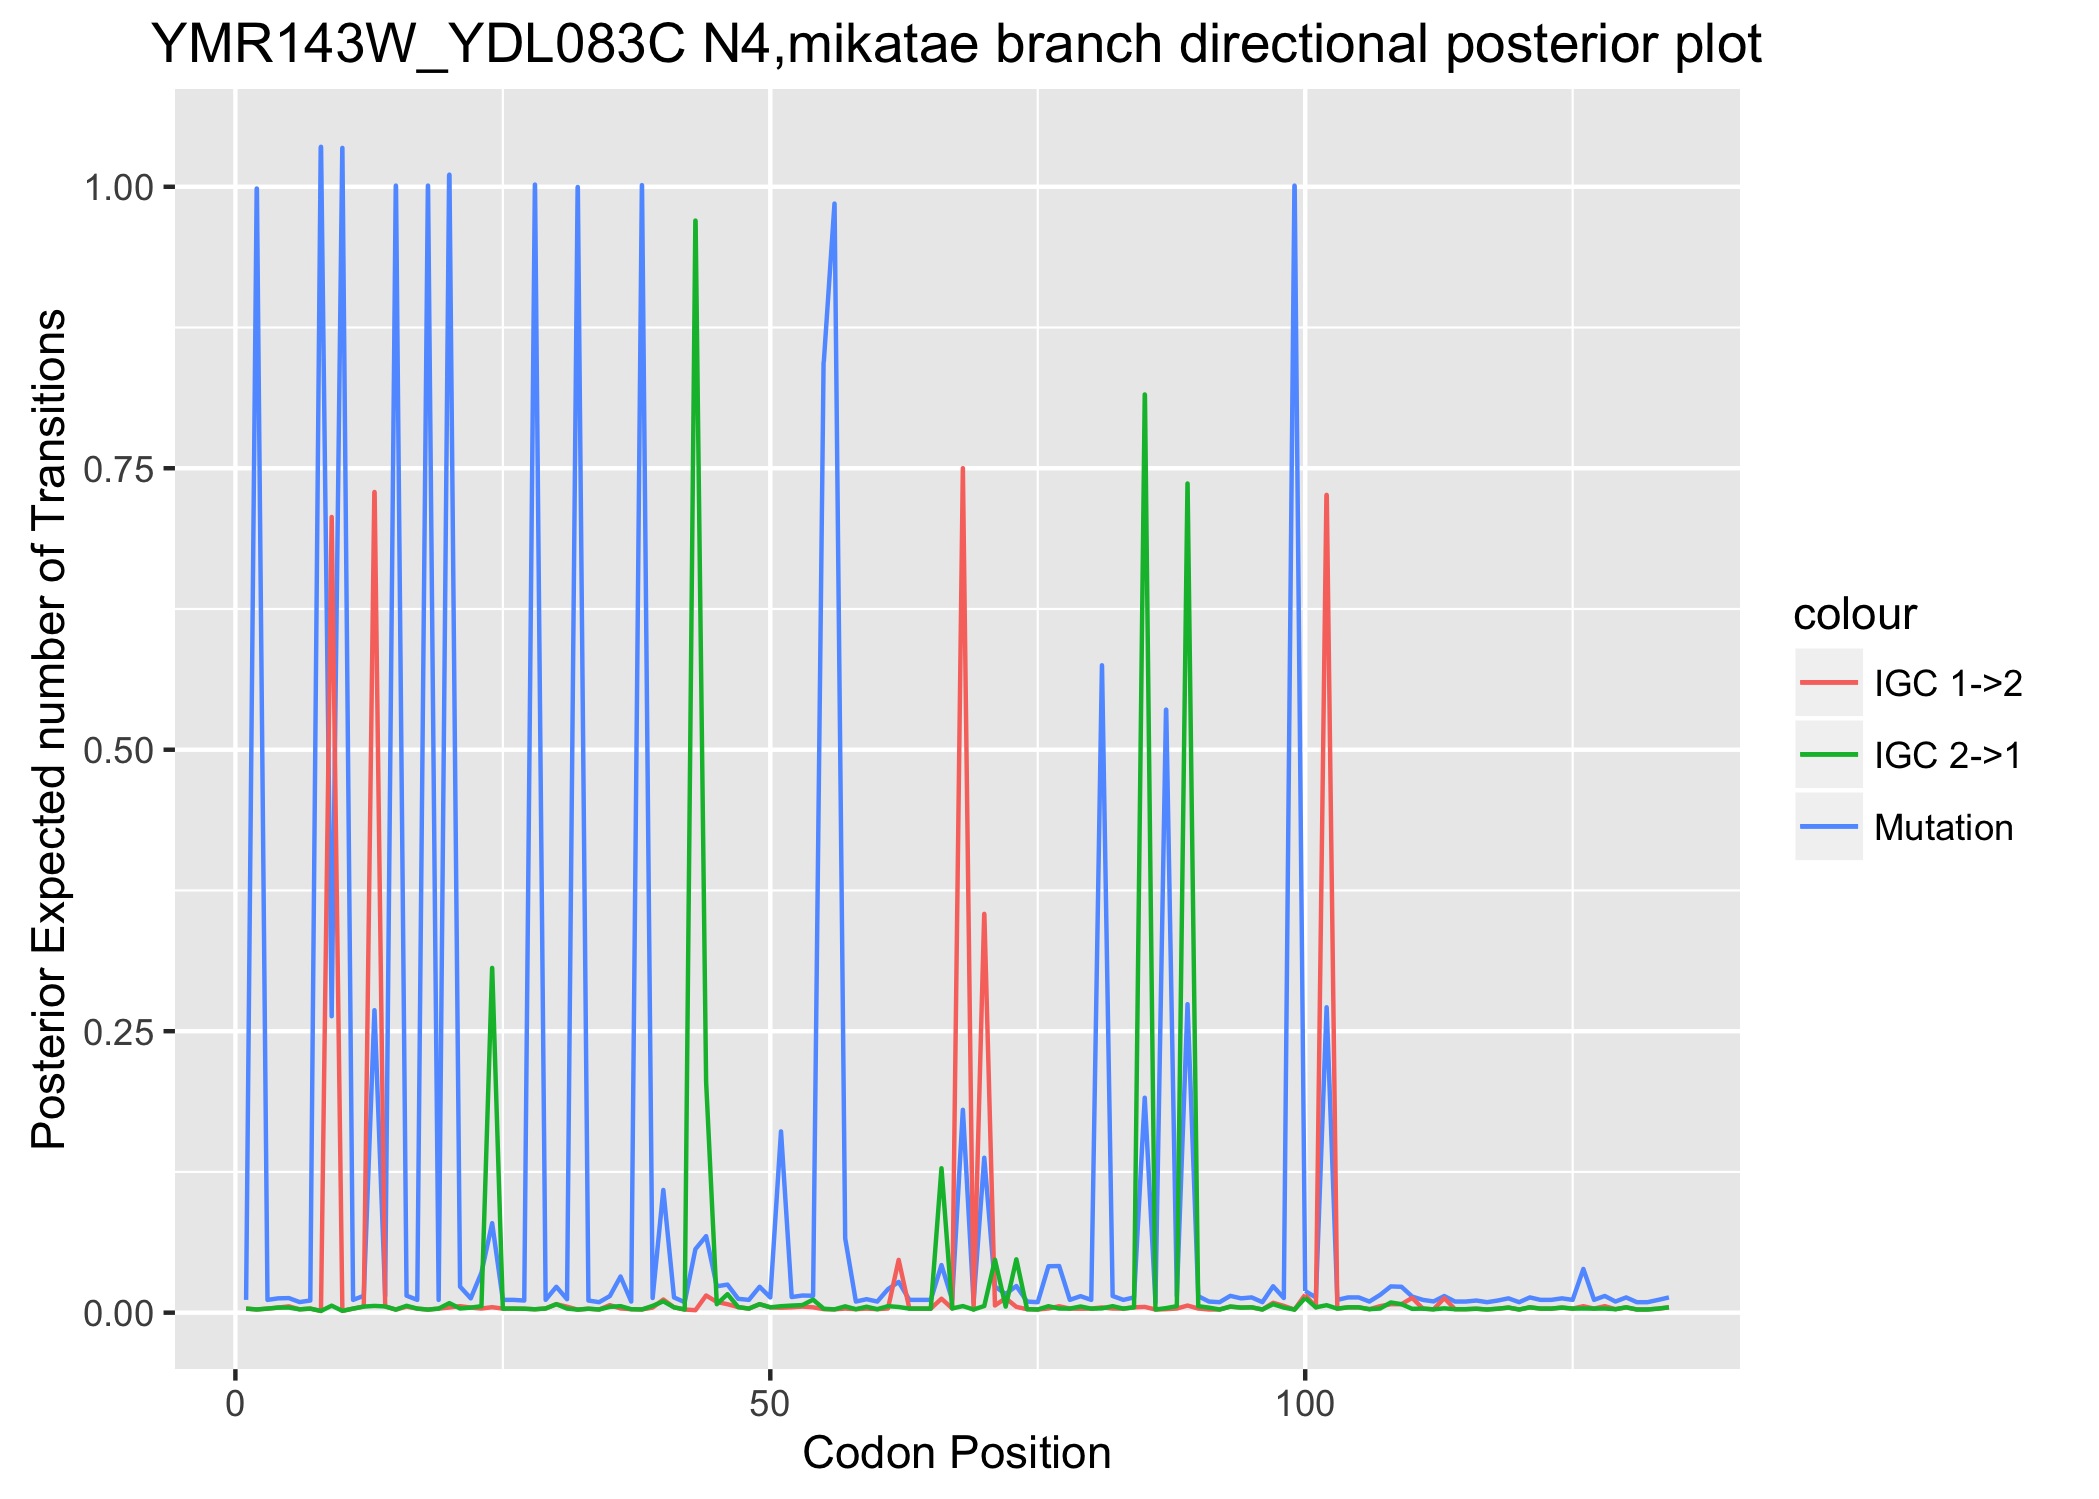 YMR143W_YDL083C N4,mikatae branch directional posterior plot
Posterior Expected number of Transitions
1.00
0.75
0.50
0.25
0.00
0
50
100
Codon Position
colour
IGC 1->2
IGC 2->1
Mutation